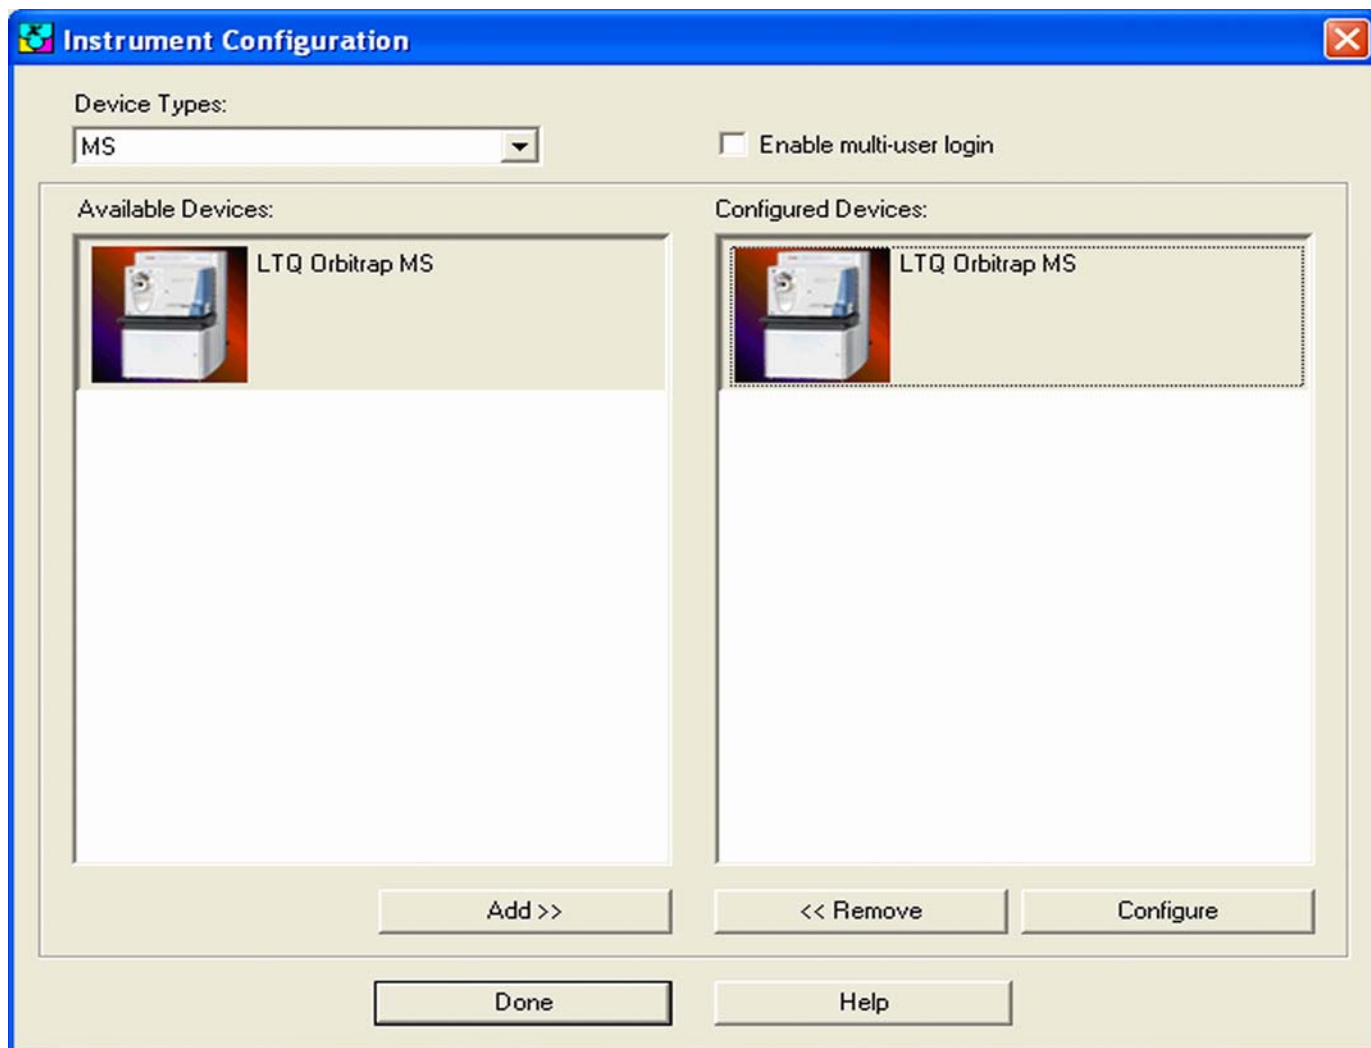 Instrument Configuration
Device Types:
MS
Enable multi-user login
Available Devices:
Configured Devices:
LTQ Orbitrap MS
LTQ Orbitrap MS
Add >>
<< Remove
Configure
Done
Help